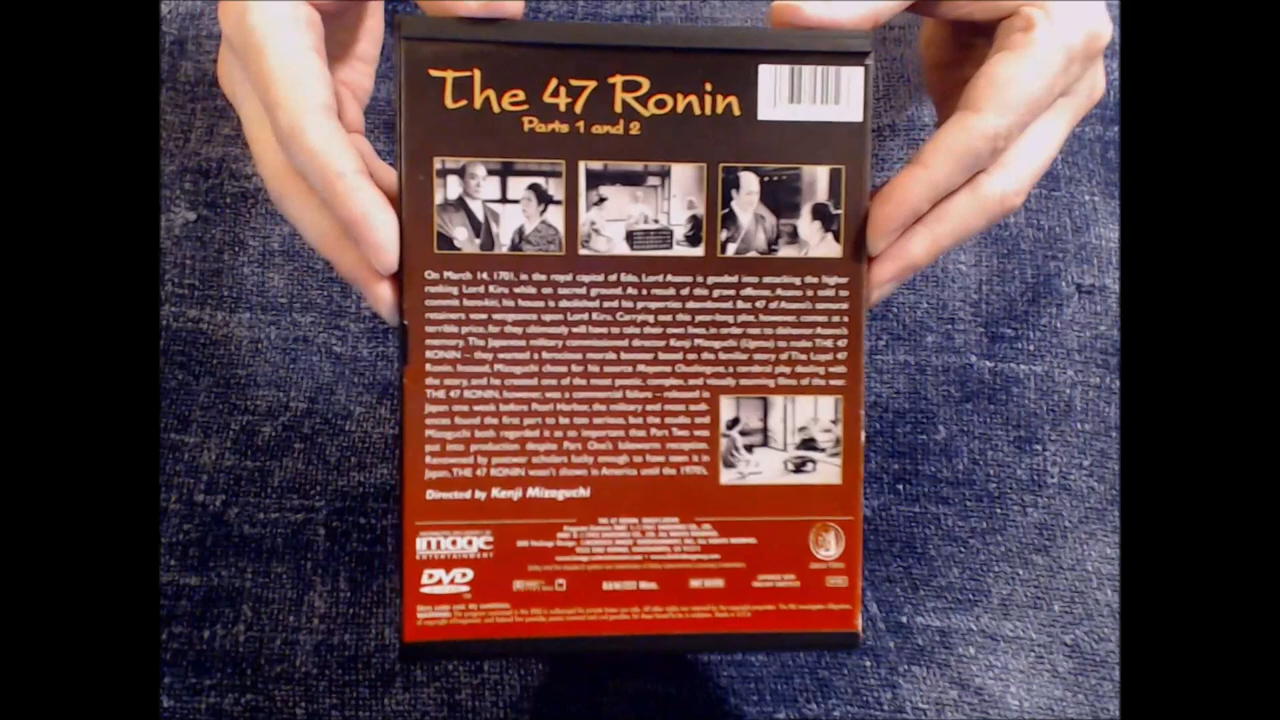 The 47 Ronin
Parts 1 and 2
On March 14, 1701, in the royal capital of Edo, Lord Asano is goaded into attacking the higher
ranking Lord Kira while on sacred ground. As a result of this grave offense, Asano is told to
commit hara-kiri, his house is abolished and his properties abandoned. But 47 of Asano's samurai
retainers vow vengeance upon Lord Kira. Carrying out this year-long plan, however, comes at a
terrible price, for they ultimately will have to take their own lives, in order not to dishonor Asano's
memory. The Japanese military commissioned director Kenji Mizoguchi (Ugetsu) to make THE 47
RONIN – they wanted a ferocious morale booster based on the familiar story of The Loyal 47
Ronin. Instead, Mizoguchi chose for his source Mayama Chusingura, a cerebral play dealing with
the story, and he created one of the most poetic, complex, and visually stunning films of the war.
THE 47 RONIN, however, was a commercial failure – released in
Japan one week before Pearl Harbor, the military and most audi-
ences found the first part to be too serious, but the studio and
Mizoguchi both regarded it as so important that Part Two was
put into production despite Part One's lukewarm reception.
Renowned by postwar scholars lucky enough to have seen it in
Japan, THE 47 RONIN wasn't shown in America until the 1970's.
Directed by Kenji Mizoguchi
image
ENTERTAINMENT
DVD